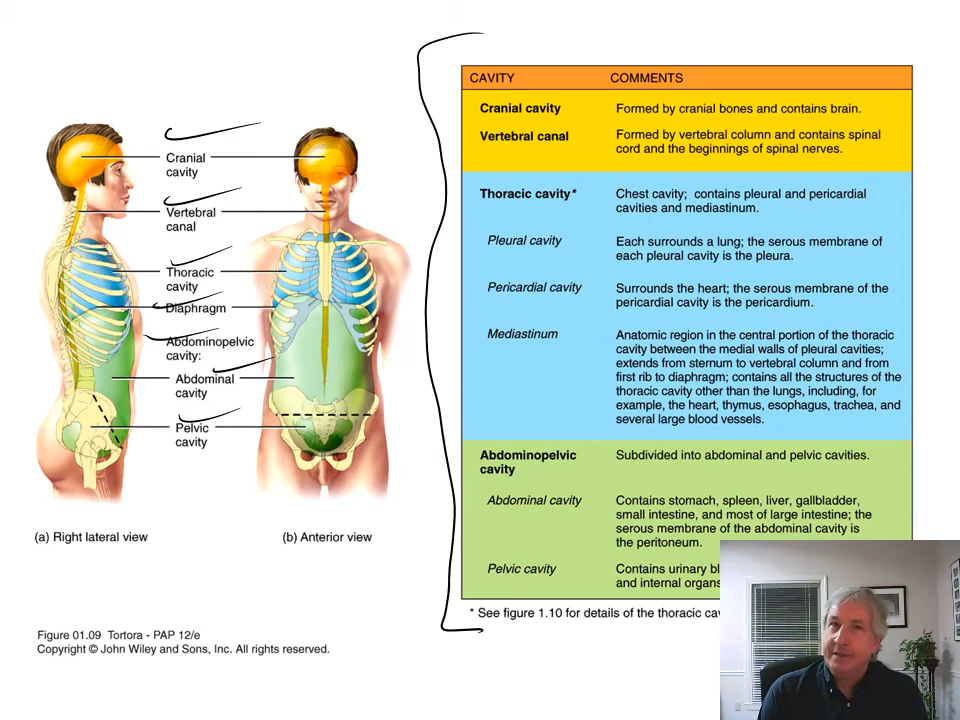 Cranial
cavity
Vertebral
canal
Thoracic
cavity
Diaphragm
Abdominopelvic
cavity:
Abdominal
cavity
Pelvic
cavity
(a) Right lateral view
(b) Anterior view
CAVITY COMMENTS
Cranial cavity Formed by cranial bones and contains brain.
Vertebral canal Formed by vertebral column and contains spinal
cord and the beginnings of spinal nerves.
Thoracic cavity* Chest cavity; contains pleural and pericardial
cavities and mediastinum.
Pleural cavity Each surrounds a lung; the serous membrane of
each pleural cavity is the pleura.
Pericardial cavity Surrounds the heart; the serous membrane of the
pericardial cavity is the pericardium.
Mediastinum Anatomic region in the central portion of the thoracic
cavity between the medial walls of pleural cavities;
extends from sternum to vertebral column and from
first rib to diaphragm; contains all the structures of the
thoracic cavity other than the lungs, including, for
example, the heart, thymus, esophagus, trachea, and
several large blood vessels.
Abdominopelvic Subdivided into abdominal and pelvic cavities.
cavity
Abdominal cavity Contains stomach, spleen, liver, gallbladder,
small intestine, and most of large intestine; the
serous membrane of the abdominal cavity is
the peritoneum.
Pelvic cavity Contains urinary
and internal organs
* See figure 1.10 for details of the thoracic
Figure 01.09 Tortora - PAP 12/e
Copyright © John Wiley and Sons, Inc. All rights reserved.